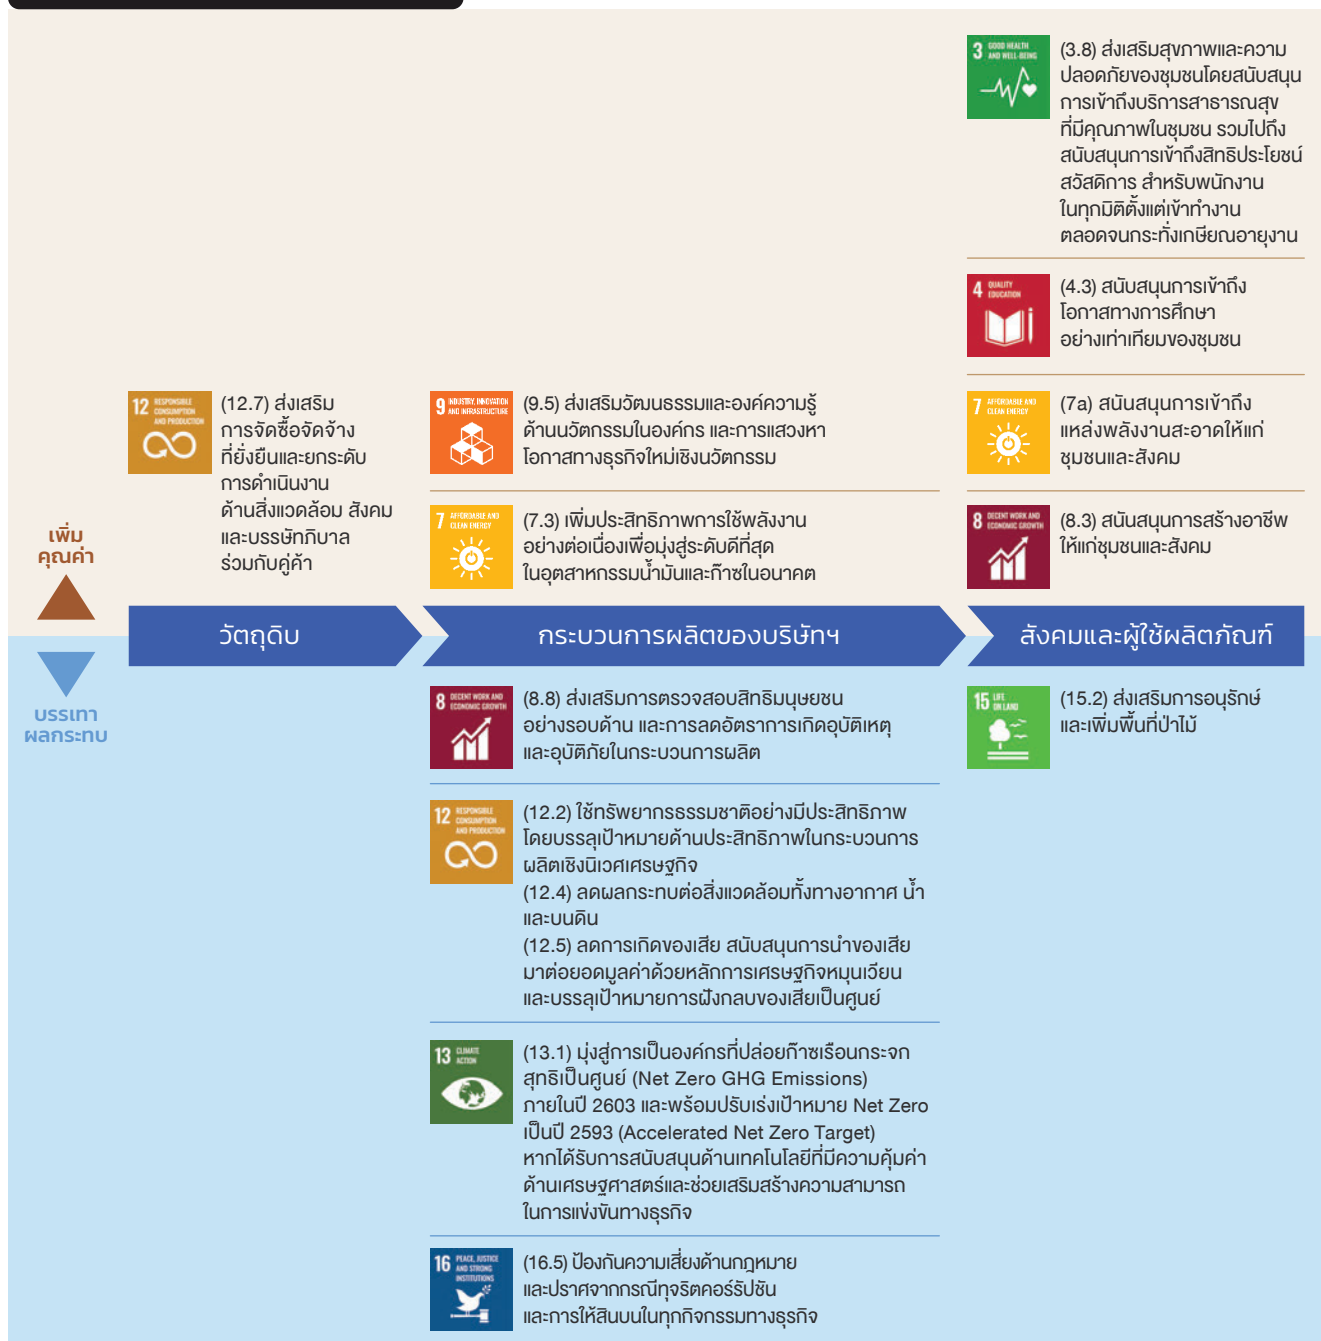 3 GOOD HEALTH
AND WELL-BEING
(3.8) ส่งเสริมสุขภาพและความ
ปลอดภัยของชุมชนโดยสนับสนุน
การเข้าถึงบริการสาธารณสุข
ที่มีคุณภาพในชุมชน รวมไปถึง
สนับสนุนการเข้าถึงสิทธิประโยชน์
สวัสดิการ สำหรับพนักงาน
ในทุกมิติตั้งแต่เข้าทำงาน
ตลอดจนกระทั่งเกษียณอายุงาน
4 QUALITY
EDUCATION
(4.3) สนับสนุนการเข้าถึง
โอกาสทางการศึกษา
อย่างเท่าเทียมของชุมชน
12 RESPONSIBLE
CONSUMPTION
AND PRODUCTION
(12.7) ส่งเสริม
การจัดซื้อจัดจ้าง
ที่ยั่งยืนและยกระดับ
การดำเนินงาน
ด้านสิ่งแวดล้อม สังคม
และบรรษัทภิบาล
ร่วมกับคู่ค้า
9 INDUSTRY, INNOVATION
AND INFRASTRUCTURE
(9.5) ส่งเสริมวัฒนธรรมและองค์ความรู้
ด้านนวัตกรรมในองค์กร และการแสวงหา
โอกาสทางธุรกิจใหม่เชิงนวัตกรรม
7 AFFORDABLE AND
CLEAN ENERGY
(7.3) เพิ่มประสิทธิภาพการใช้พลังงาน
อย่างต่อเนื่องเพื่อมุ่งสู่ระดับดีที่สุด
ในอุตสาหกรรมน้ำมันและก๊าซในอนาคต
7 AFFORDABLE AND
CLEAN ENERGY
(7a) สนันสนุนการเข้าถึง
แหล่งพลังงานสะอาดให้แก่
ชุมชนและสังคม
8 DECENT WORK AND
ECONOMIC GROWTH
(8.3) สนันสนุนการสร้างอาชีพ
ให้แก่ชุมชนและสังคม
เพิ่ม
คุณค่า
วัตถุดิบ
กระบวนการผลิตของบริษัทฯ
สังคมและผู้ใช้ผลิตภัณฑ์
บรรเทา
ผลกระทบ
8 DECENT WORK AND
ECONOMIC GROWTH
(8.8) ส่งเสริมการตรวจสอบสิทธิมนุษยชน
อย่างรอบด้าน และการลดอัตราการเกิดอุบัติเหตุ
และอุบัติภัยในกระบวนการผลิต
12 RESPONSIBLE
CONSUMPTION
AND PRODUCTION
(12.2) ใช้ทรัพยากรธรรมชาติอย่างมีประสิทธิภาพ
โดยบรรลุเป้าหมายด้านประสิทธิภาพในกระบวนการ
ผลิตเชิงนิเวศเศรษฐกิจ
(12.4) ลดผลกระทบต่อสิ่งแวดล้อมทั้งทางอากาศ น้ำ
และบนดิน
(12.5) ลดการเกิดของเสีย สนับสนุนการนำของเสีย
มาต่อยอดมูลค่าด้วยหลักการเศรษฐกิจหมุนเวียน
และบรรลุเป้าหมายการฝังกลบของเสียเป็นศูนย์
13 CLIMATE
ACTION
(13.1) มุ่งสู่การเป็นองค์กรที่ปล่อยก๊าซเรือนกระจก
สุทธิเป็นศูนย์ (Net Zero GHG Emissions)
ภายในปี 2603 และพร้อมปรับเร่งเป้าหมาย Net Zero
เป็นปี 2593 (Accelerated Net Zero Target)
หากได้รับการสนับสนุนด้านเทคโนโลยีที่มีความคุ้มค่า
ด้านเศรษฐศาสตร์และช่วยเสริมสร้างความสามารถ
ในการแข่งขันทางธุรกิจ
16 PEACE, JUSTICE
AND STRONG
INSTITUTIONS
(16.5) ป้องกันความเสี่ยงด้านกฎหมาย
และปราศจากกรณีทุจริตคอร์รัปชัน
และการให้สินบนในทุกกิจกรรมทางธุรกิจ
15 LIFE
ON LAND
(15.2) ส่งเสริมการอนุรักษ์
และเพิ่มพื้นที่ป่าไม้